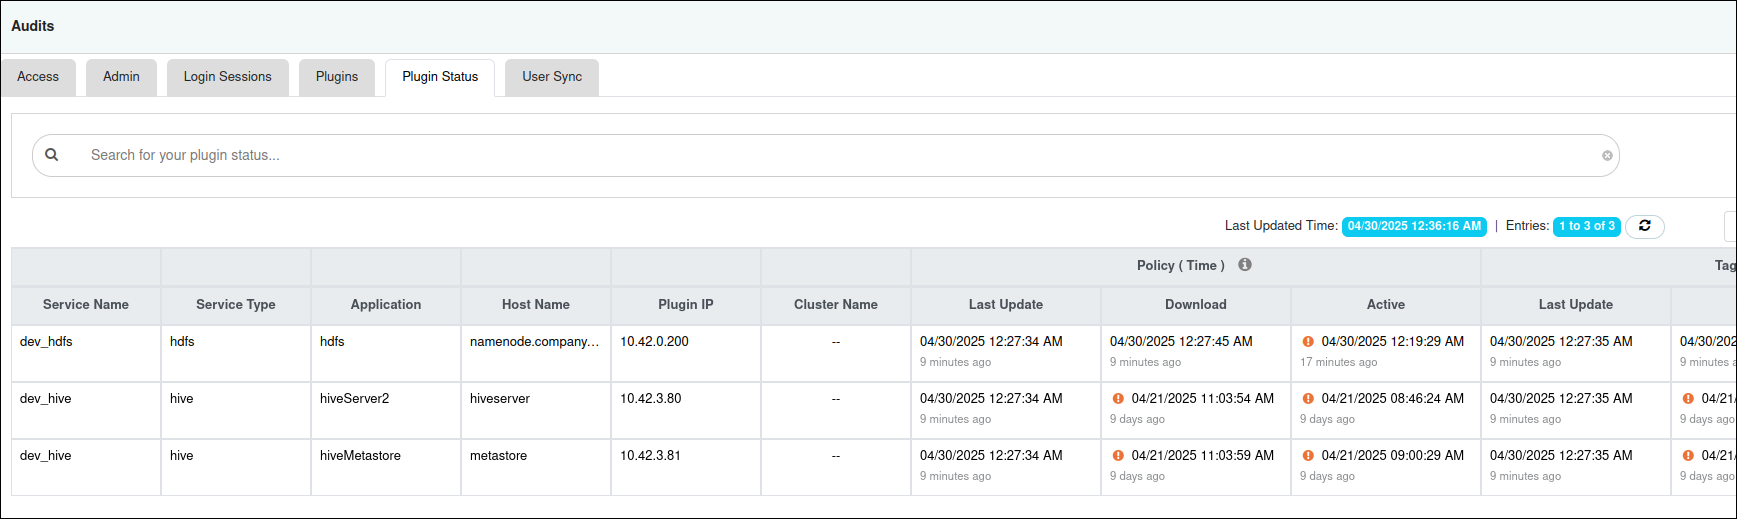 Audits
Access Admin Login Sessions Plugins Plugin Status User Sync
Search for your plugin status...
Last Updated Time: 04/30/2025 12:36:16 AM | Entries: 1 to 3 of 3
Policy ( Time ) Tag
Service Name Service Type Application Host Name Plugin IP Cluster Name Last Update Download Active Last Update
dev_hdfs hdfs hdfs namenode.company... 10.42.0.200 -- 04/30/2025 12:27:34 AM 04/30/2025 12:27:45 AM 04/30/2025 12:19:29 AM 04/30/2025 12:27:35 AM 04/30/202
9 minutes ago 9 minutes ago 17 minutes ago 9 minutes ago 9 minutes a
dev_hive hive hiveServer2 hiveserver 10.42.3.80 -- 04/30/2025 12:27:34 AM 04/21/2025 11:03:54 AM 04/21/2025 08:46:24 AM 04/30/2025 12:27:35 AM 04/21/
9 minutes ago 9 days ago 9 days ago 9 minutes ago 9 days ago
dev_hive hive hiveMetastore metastore 10.42.3.81 -- 04/30/2025 12:27:34 AM 04/21/2025 11:03:59 AM 04/21/2025 09:00:29 AM 04/30/2025 12:27:35 AM 04/21/
9 minutes ago 9 days ago 9 days ago 9 minutes ago 9 days ago